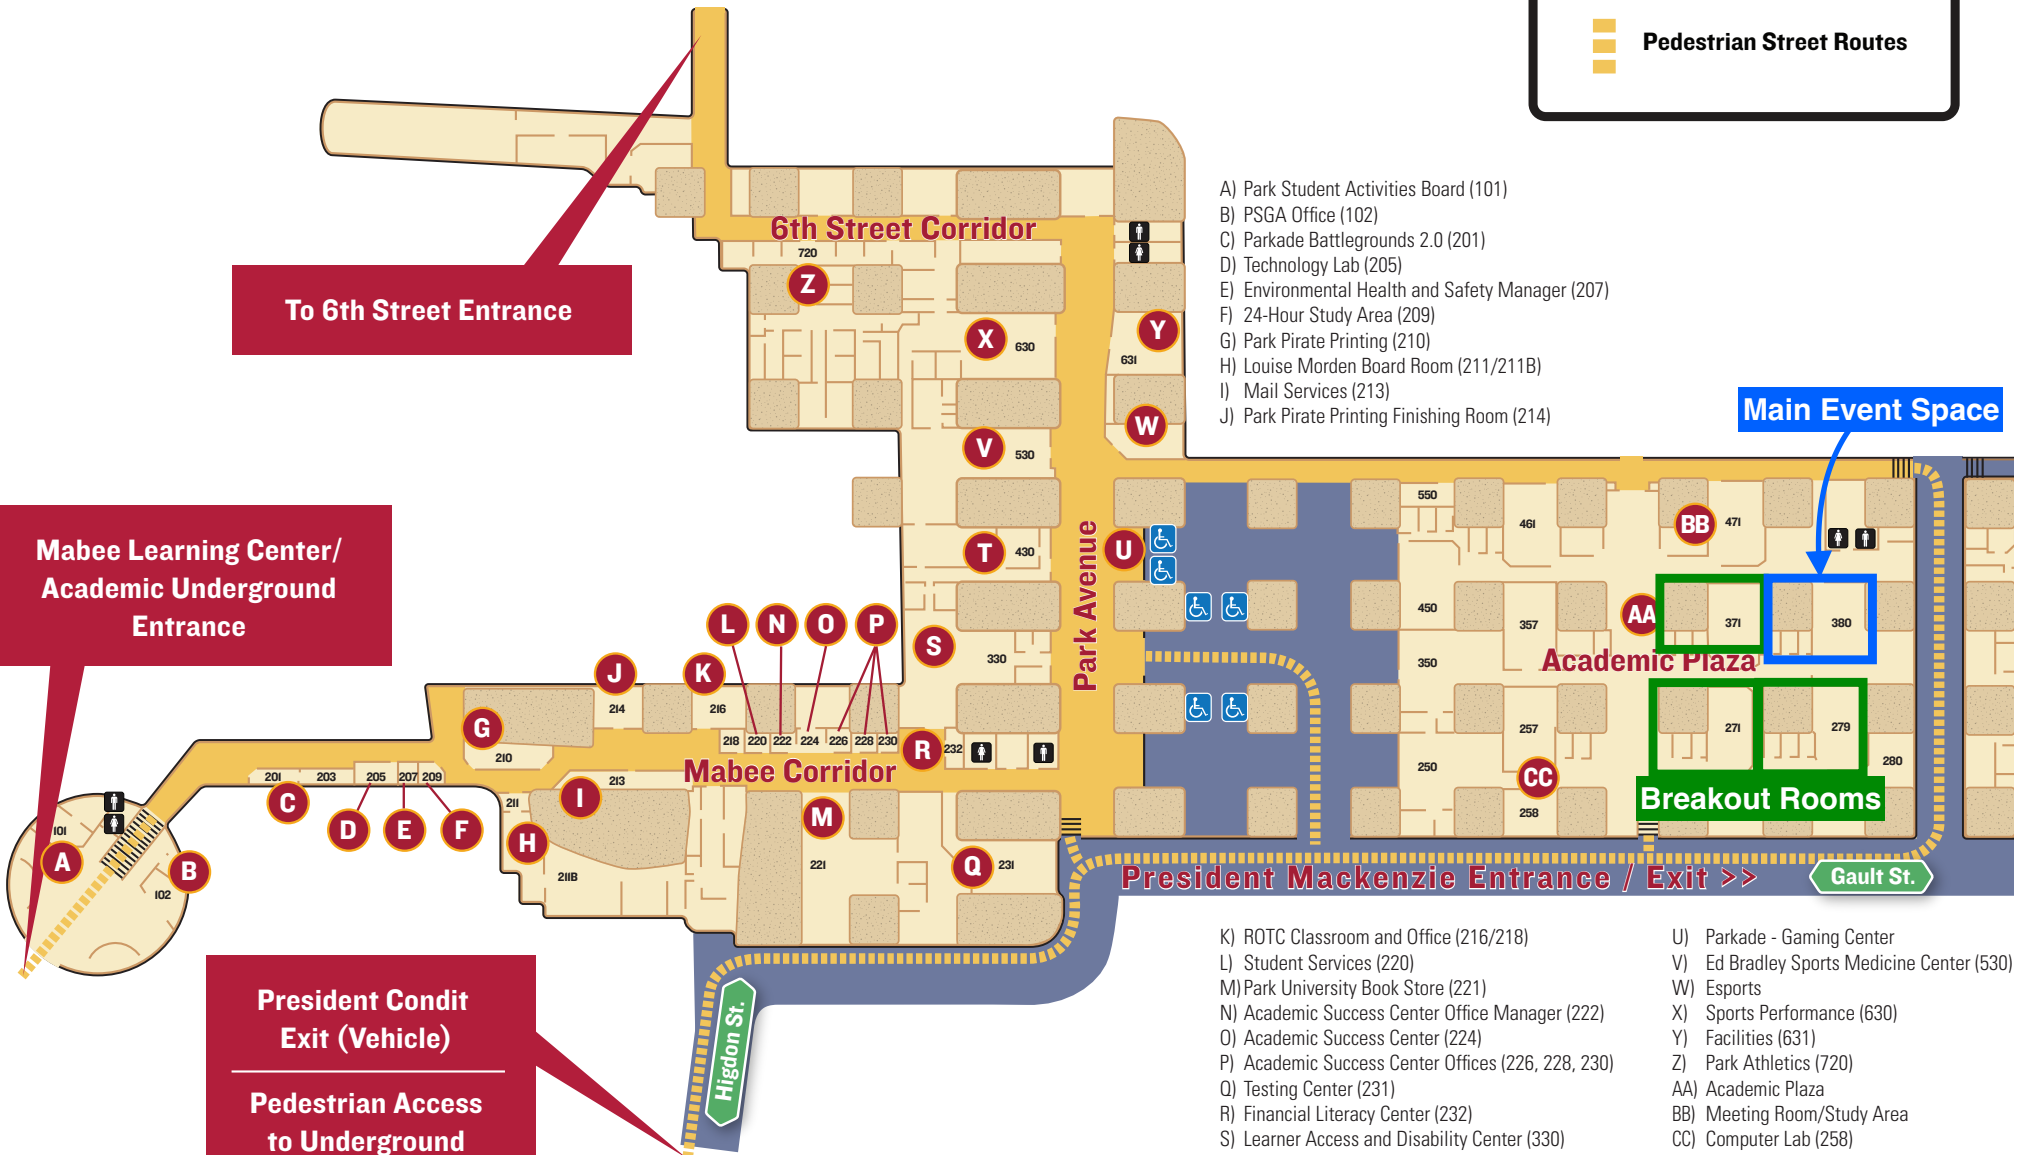 Pedestrian Street Routes
A) Park Student Activities Board (101)
B) PSGA Office (102)
C) Parkade Battlegrounds 2.0 (201)
D) Technology Lab (205)
E) Environmental Health and Safety Manager (207)
F) 24-Hour Study Area (209)
G) Park Pirate Printing (210)
H) Louise Morden Board Room (211/211B)
I) Mail Services (213)
J) Park Pirate Printing Finishing Room (214)
6th Street Corridor
720
Z
To 6th Street Entrance
X
630
Y
631
W
V
530
Main Event Space
550
461
BB
471
Mabee Learning Center/
Academic Underground
Entrance
T
430
Park Avenue
U
450
357
AA
371
380
L
N
O
P
S
330
350
Academic Plaza
J
K
214
216
G
210
218
220
222
224
226
228
230
R
232
257
271
279
280
Mabee Corridor
201
203
205
207
209
213
250
CC
258
Breakout Rooms
C
D
E
F
211
I
H
211B
M
221
Q
231
101
A
B
102
President Mackenzie Entrance / Exit >>
Gault St.
President Condit
Exit (Vehicle)
Pedestrian Access
to Underground
Higdon St.
K) ROTC Classroom and Office (216/218)
L) Student Services (220)
M) Park University Book Store (221)
N) Academic Success Center Office Manager (222)
O) Academic Success Center (224)
P) Academic Success Center Offices (226, 228, 230)
Q) Testing Center (231)
R) Financial Literacy Center (232)
S) Learner Access and Disability Center (330)
U) Parkade - Gaming Center
V) Ed Bradley Sports Medicine Center (530)
W) Esports
X) Sports Performance (630)
Y) Facilities (631)
Z) Park Athletics (720)
AA) Academic Plaza
BB) Meeting Room/Study Area
CC) Computer Lab (258)